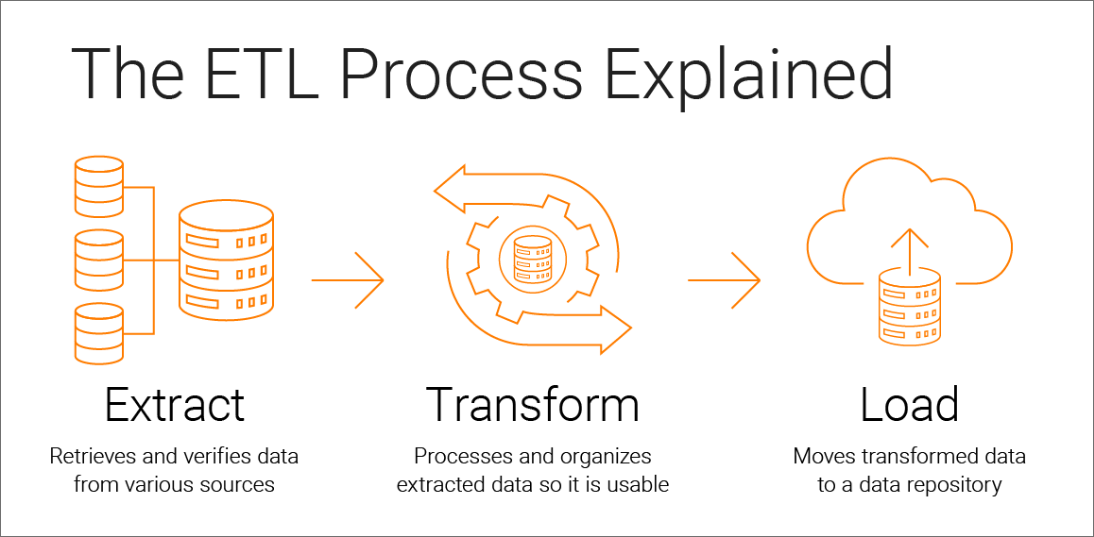 The ETL Process Explained
Extract
Retrieves and verifies data
from various sources
Transform
Processes and organizes
extracted data so it is usable
Load
Moves transformed data
to a data repository